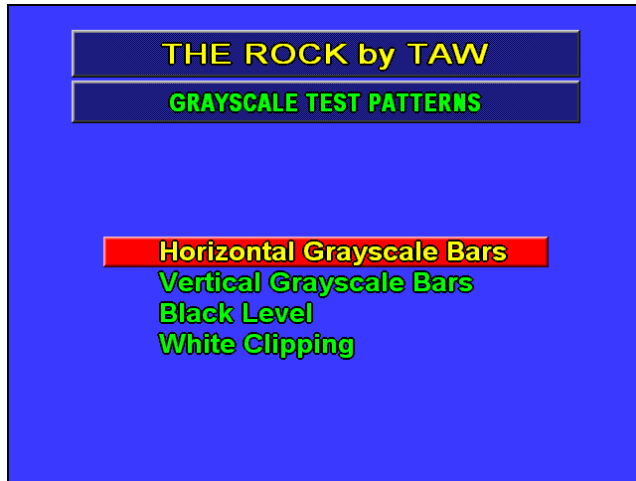 THE ROCK by TAW
GRAYSCALE TEST PATTERNS
Horizontal Grayscale Bars
Vertical Grayscale Bars
Black Level
White Clipping